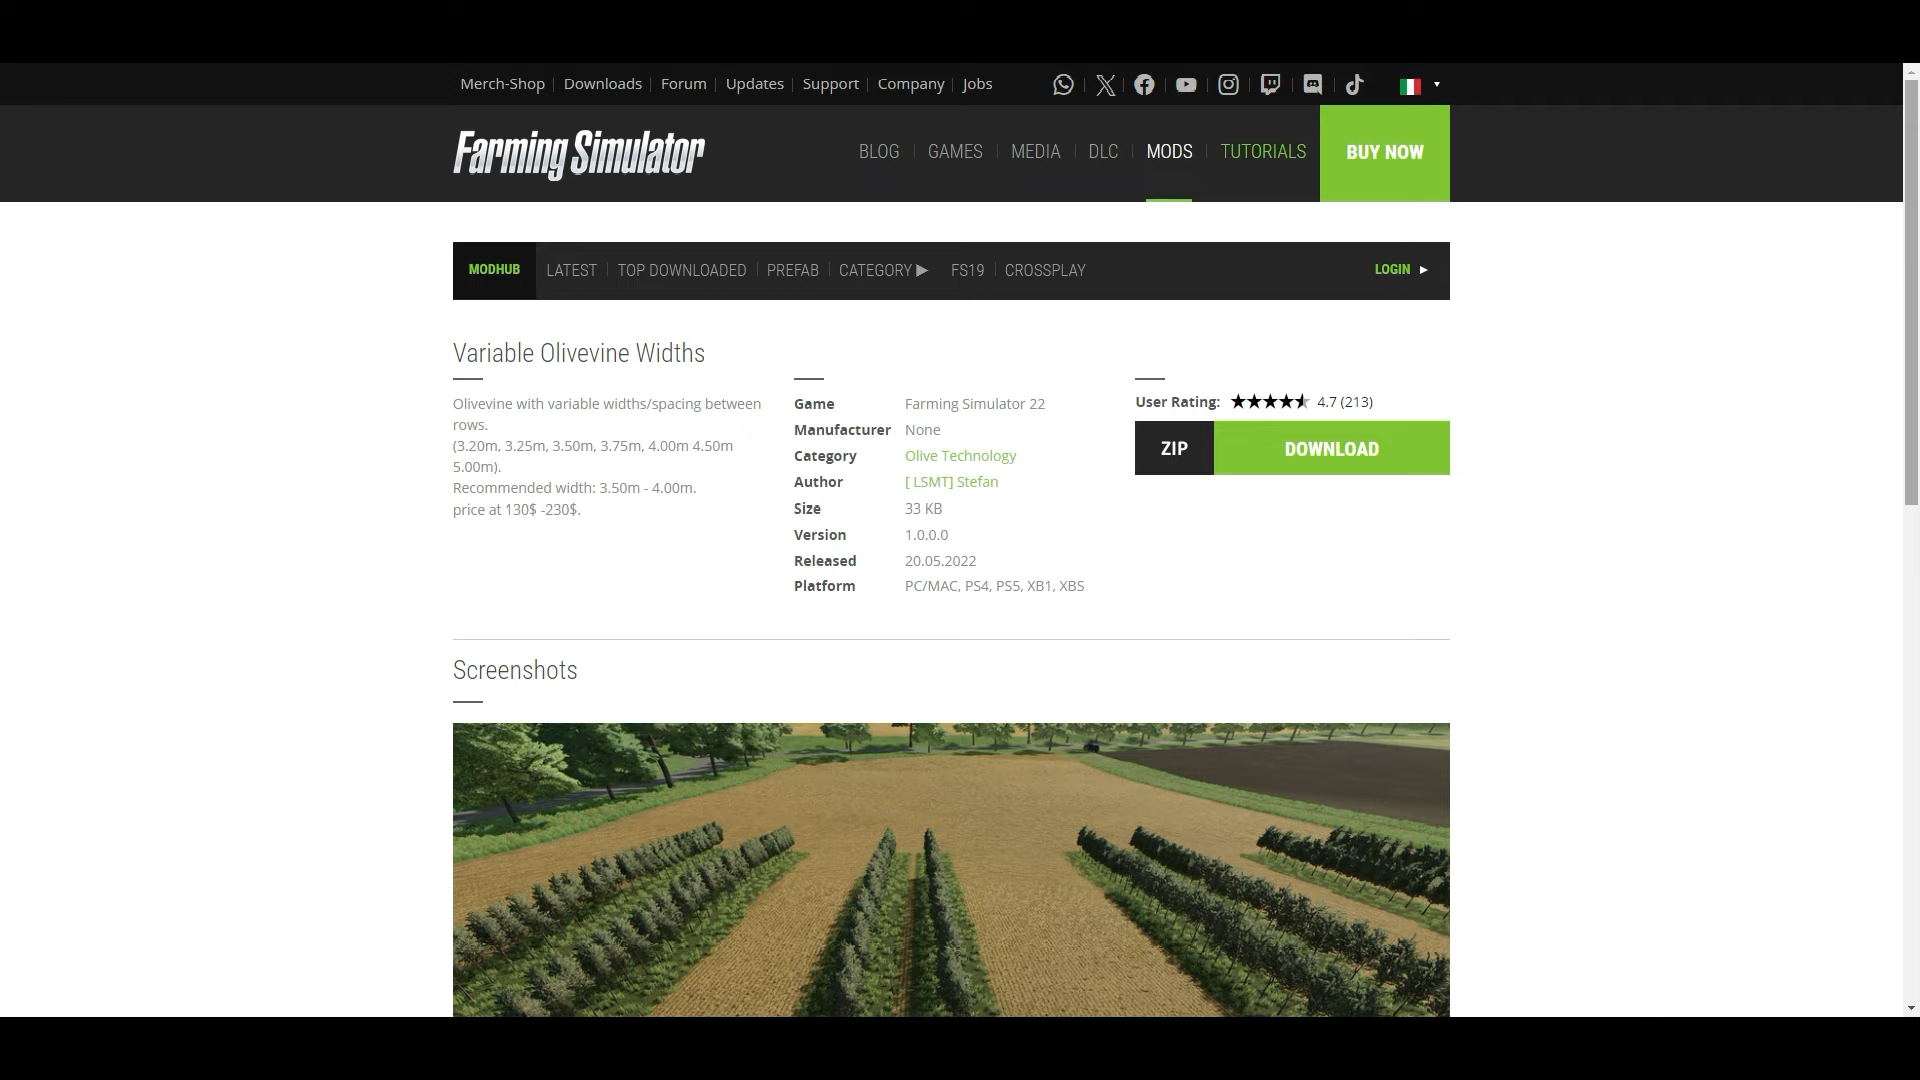 Merch-Shop Downloads Forum Updates Support Company Jobs
Farming Simulator
BLOG GAMES MEDIA DLC MODS TUTORIALS BUY NOW
MODHUB LATEST TOP DOWNLOADED PREFAB CATEGORY FS19 CROSSPLAY LOGIN
Variable Olivevine Widths
Olivevine with variable widths/spacing between
rows.
(3.20m, 3.25m, 3.50m, 3.75m, 4.00m 4.50m
5.00m).
Recommended width: 3.50m - 4.00m.
price at 130$ -230$.
Game Farming Simulator 22
Manufacturer None
Category Olive Technology
Author [ LSMT] Stefan
Size 33 KB
Version 1.0.0.0
Released 20.05.2022
Platform PC/MAC, PS4, PS5, XB1, XBS
User Rating: 4.7 (213)
ZIP DOWNLOAD
Screenshots